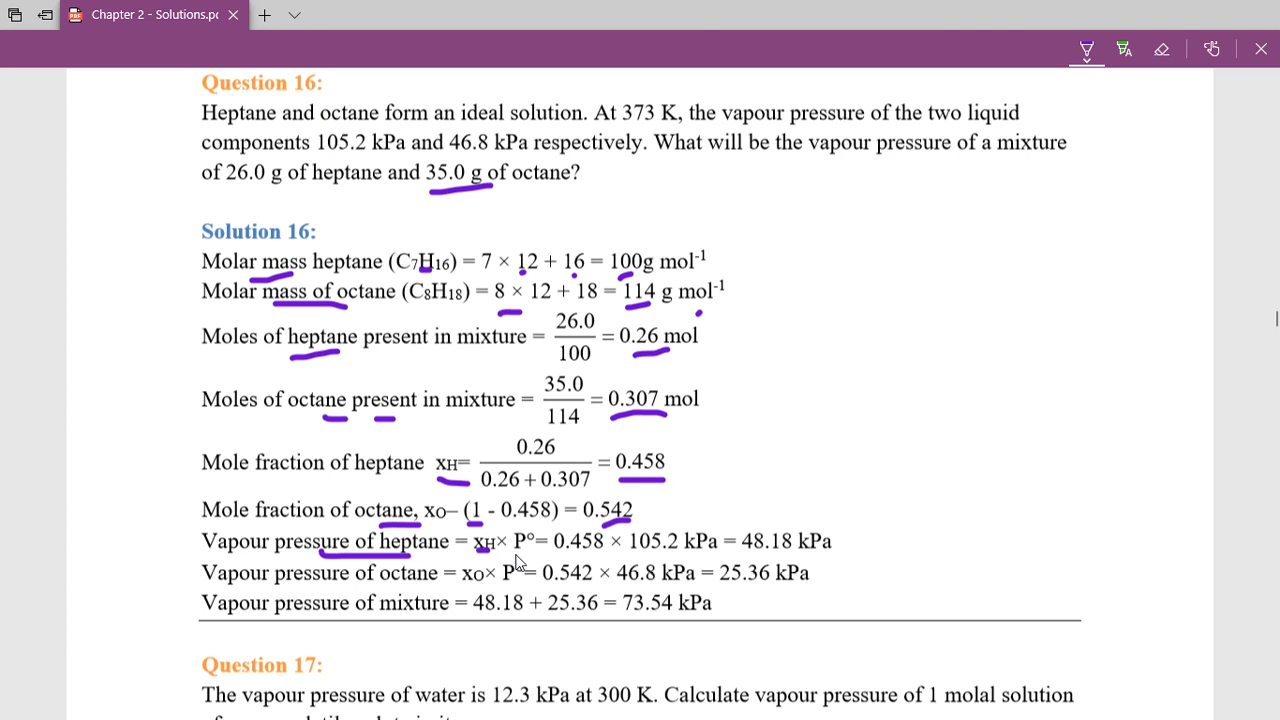 Chapter 2 - Solutions.pc
Question 16:
Heptane and octane form an ideal solution. At 373 K, the vapour pressure of the two liquid
components 105.2 kPa and 46.8 kPa respectively. What will be the vapour pressure of a mixture
of 26.0 g of heptane and 35.0 g of octane?
Solution 16:
Molar mass heptane (C₇H₁₆) = 7 × 12 + 16 = 100g mol⁻¹
Molar mass of octane (C₈H₁₈) = 8 × 12 + 18 = 114 g mol⁻¹
Moles of heptane present in mixture = 26.0/100 = 0.26 mol
Moles of octane present in mixture = 35.0/114 = 0.307 mol
Mole fraction of heptane xH= 0.26/0.26 + 0.307 = 0.458
Mole fraction of octane, xO– (1 - 0.458) = 0.542
Vapour pressure of heptane = xH× P°= 0.458 × 105.2 kPa = 48.18 kPa
Vapour pressure of octane = xO× P°= 0.542 × 46.8 kPa = 25.36 kPa
Vapour pressure of mixture = 48.18 + 25.36 = 73.54 kPa
Question 17:
The vapour pressure of water is 12.3 kPa at 300 K. Calculate vapour pressure of 1 molal solution